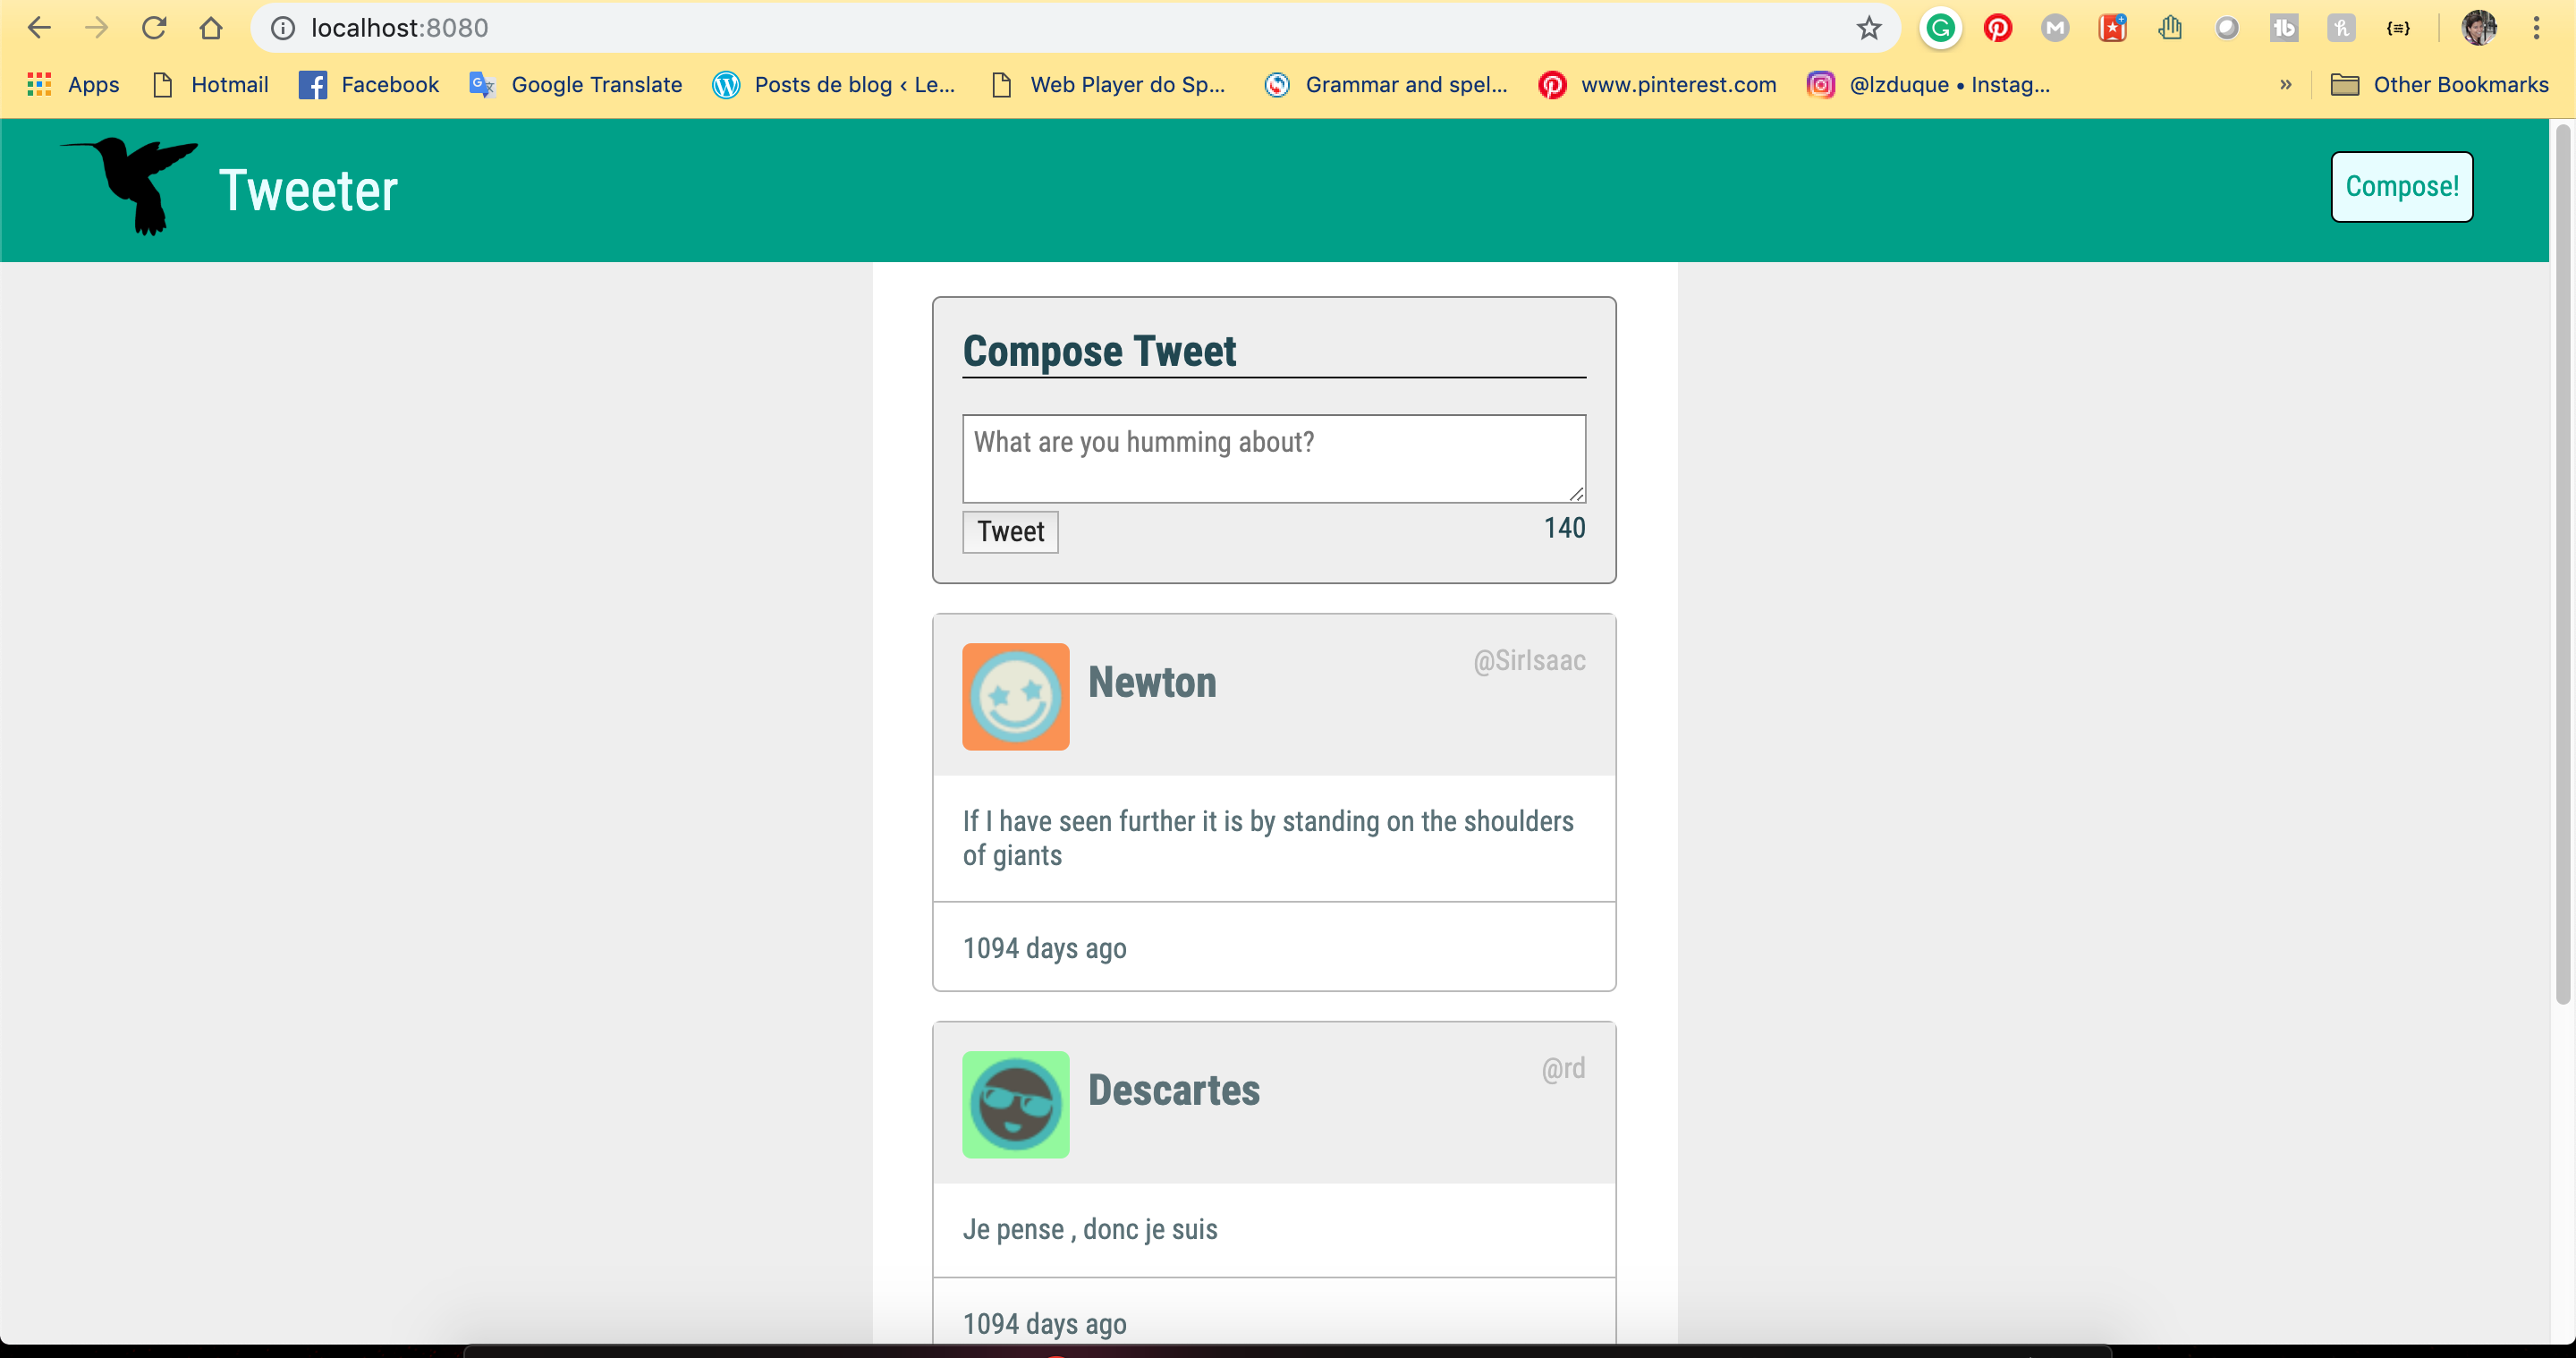 localhost:8080
Apps Hotmail Facebook Google Translate Posts de blog ‹ Le... Web Player do Sp... Grammar and spel... www.pinterest.com @lzduque • Instag... » Other Bookmarks
Tweeter
Compose!
Compose Tweet
What are you humming about?
Tweet
140
Newton
@SirIsaac
If I have seen further it is by standing on the shoulders
of giants
1094 days ago
Descartes
@rd
Je pense , donc je suis
1094 days ago